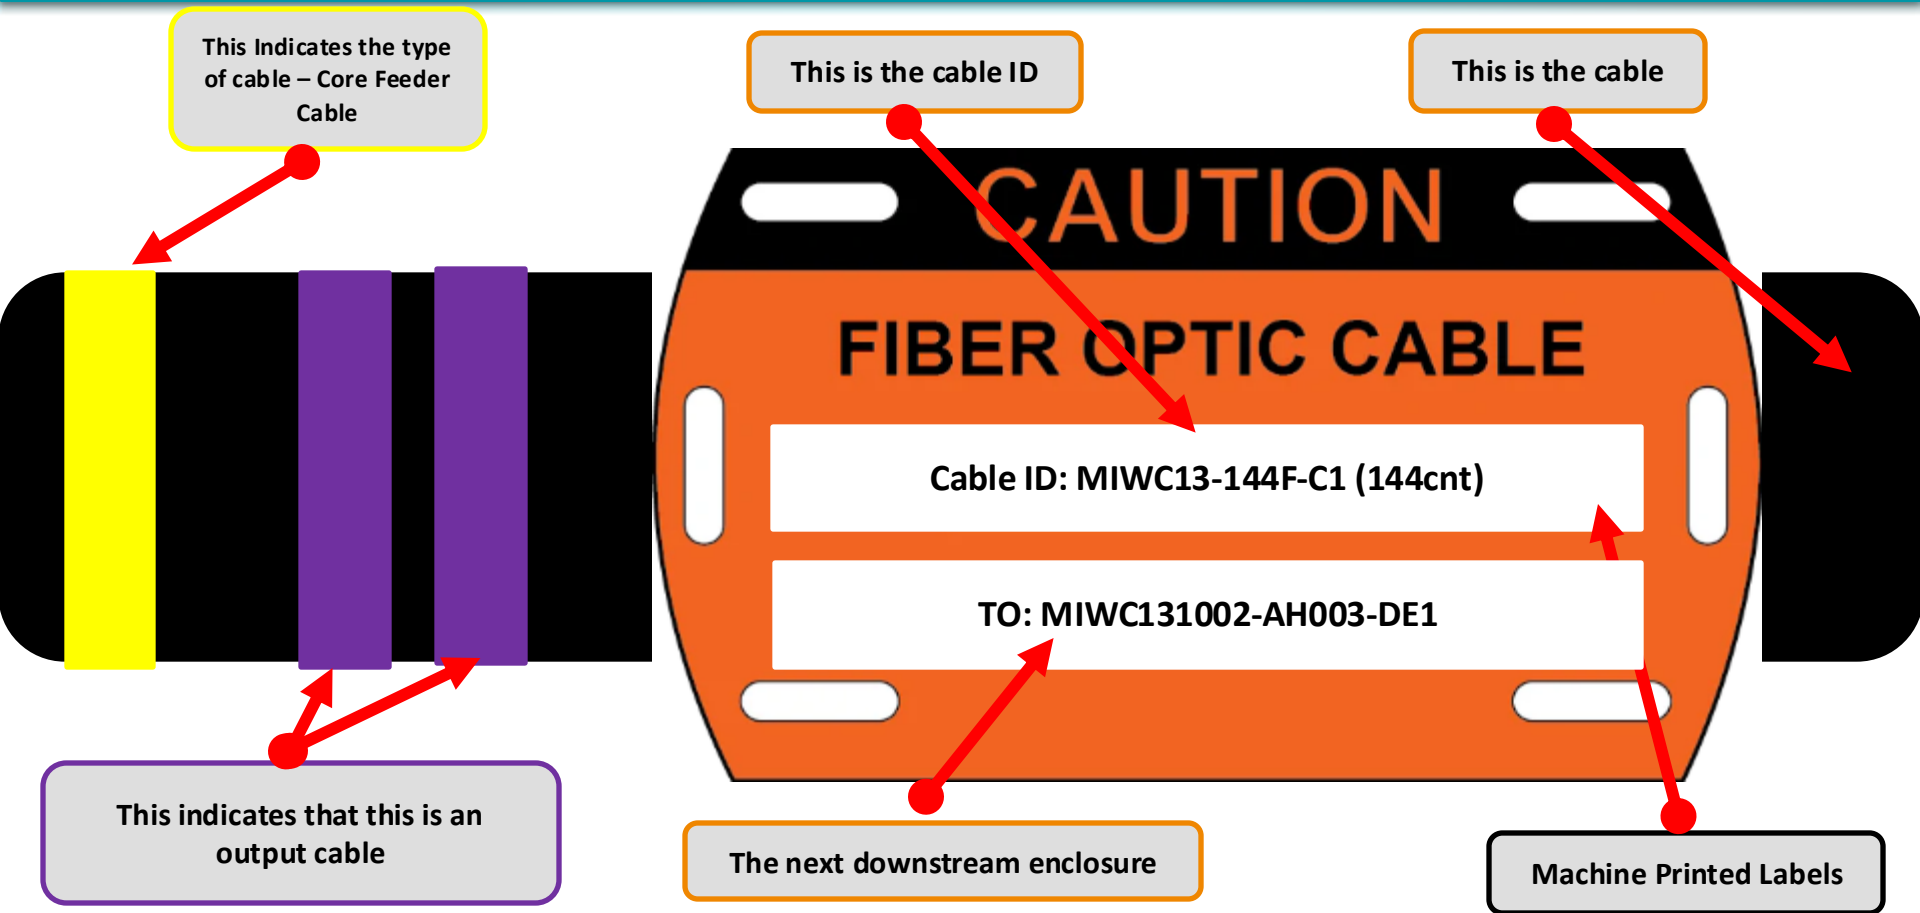 This Indicates the type
of cable – Core Feeder
Cable
This is the cable ID
This is the cable
CAUTION
FIBER OPTIC CABLE
Cable ID: MIWC13-144F-C1 (144cnt)
TO: MIWC131002-AH003-DE1
This indicates that this is an
output cable
The next downstream enclosure
Machine Printed Labels